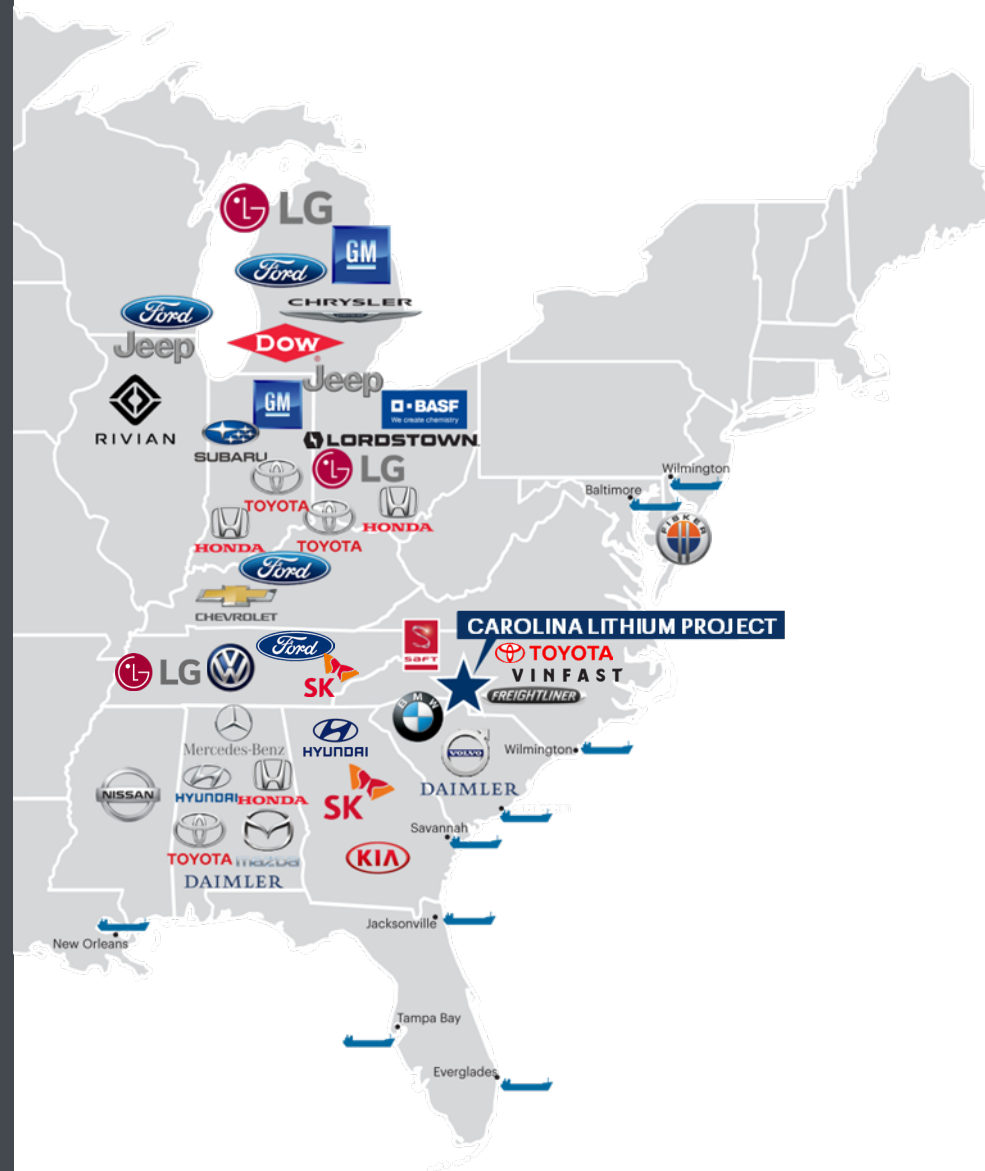 LG
GM
Ford
CHRYSLER
Ford
Jeep
DOW
Jeep
RIVIAN
GM
BASF
We create chemistry
SUBARU
LORDSTOWN
LG
TOYOTA
HONDA
HONDA
TOYOTA
Wilmington
Baltimore
FISKER
Ford
CHEVROLET
CAROLINA LITHIUM PROJECT
SAFT
TOYOTA
VINFAST
FREIGHTLINER
LG
VW
Ford
SK
BMW
Mercedes-Benz
HYUNDAI
VOLVO
Wilmington
NISSAN
HYUNDAI
HONDA
SK
DAIMLER
Savannah
TOYOTA
mazda
KIA
DAIMLER
Jacksonville
New Orleans
Tampa Bay
Everglades